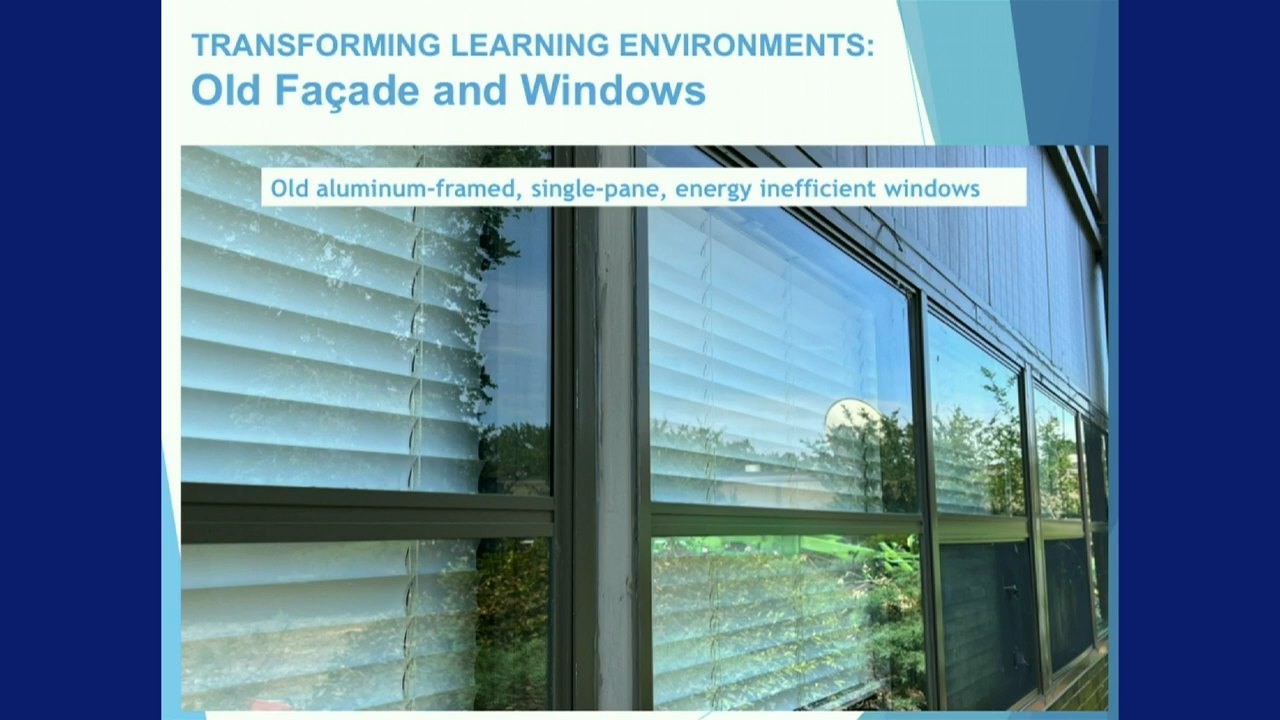 TRANSFORMING LEARNING ENVIRONMENTS:
Old Façade and Windows
Old aluminum-framed, single-pane, energy inefficient windows